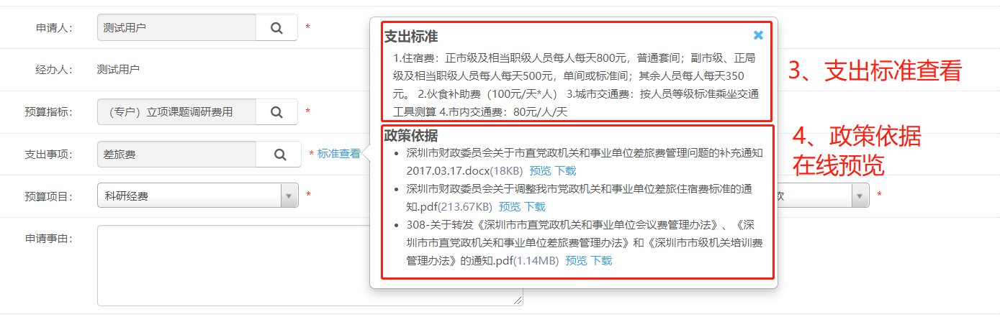 申请人：
测试用户
*
经办人：
测试用户
预算指标：
（专户）立项课题调研费用
*
支出事项：
差旅费
* 标准查看
预算项目：
科研经费
*
申请事由：
支出标准
1.住宿费：正市级及相当职级人员每人每天800元，普通套间；副市级、正局
级及相当职级人员每人每天500元，单间或标准间；其余人员每人每天350
元。 2.伙食补助费（100元/天*人） 3.城市交通费：按人员等级标准乘坐交通
工具测算 4.市内交通费：80元/人/天
政策依据
深圳市财政委员会关于市直党政机关和事业单位差旅费管理问题的补充通知
2017.03.17.docx(18KB) 预览 下载
深圳市财政委员会关于调整我市党政机关和事业单位差旅住宿费标准的通
知.pdf(213.67KB) 预览 下载
308-关于转发《深圳市市直党政机关和事业单位会议费管理办法》、《深
圳市市直党政机关和事业单位差旅费管理办法》和《深圳市市级机关培训费
管理办法》的通知.pdf(1.14MB) 预览 下载
3、支出标准查看
4、政策依据
在线预览
*